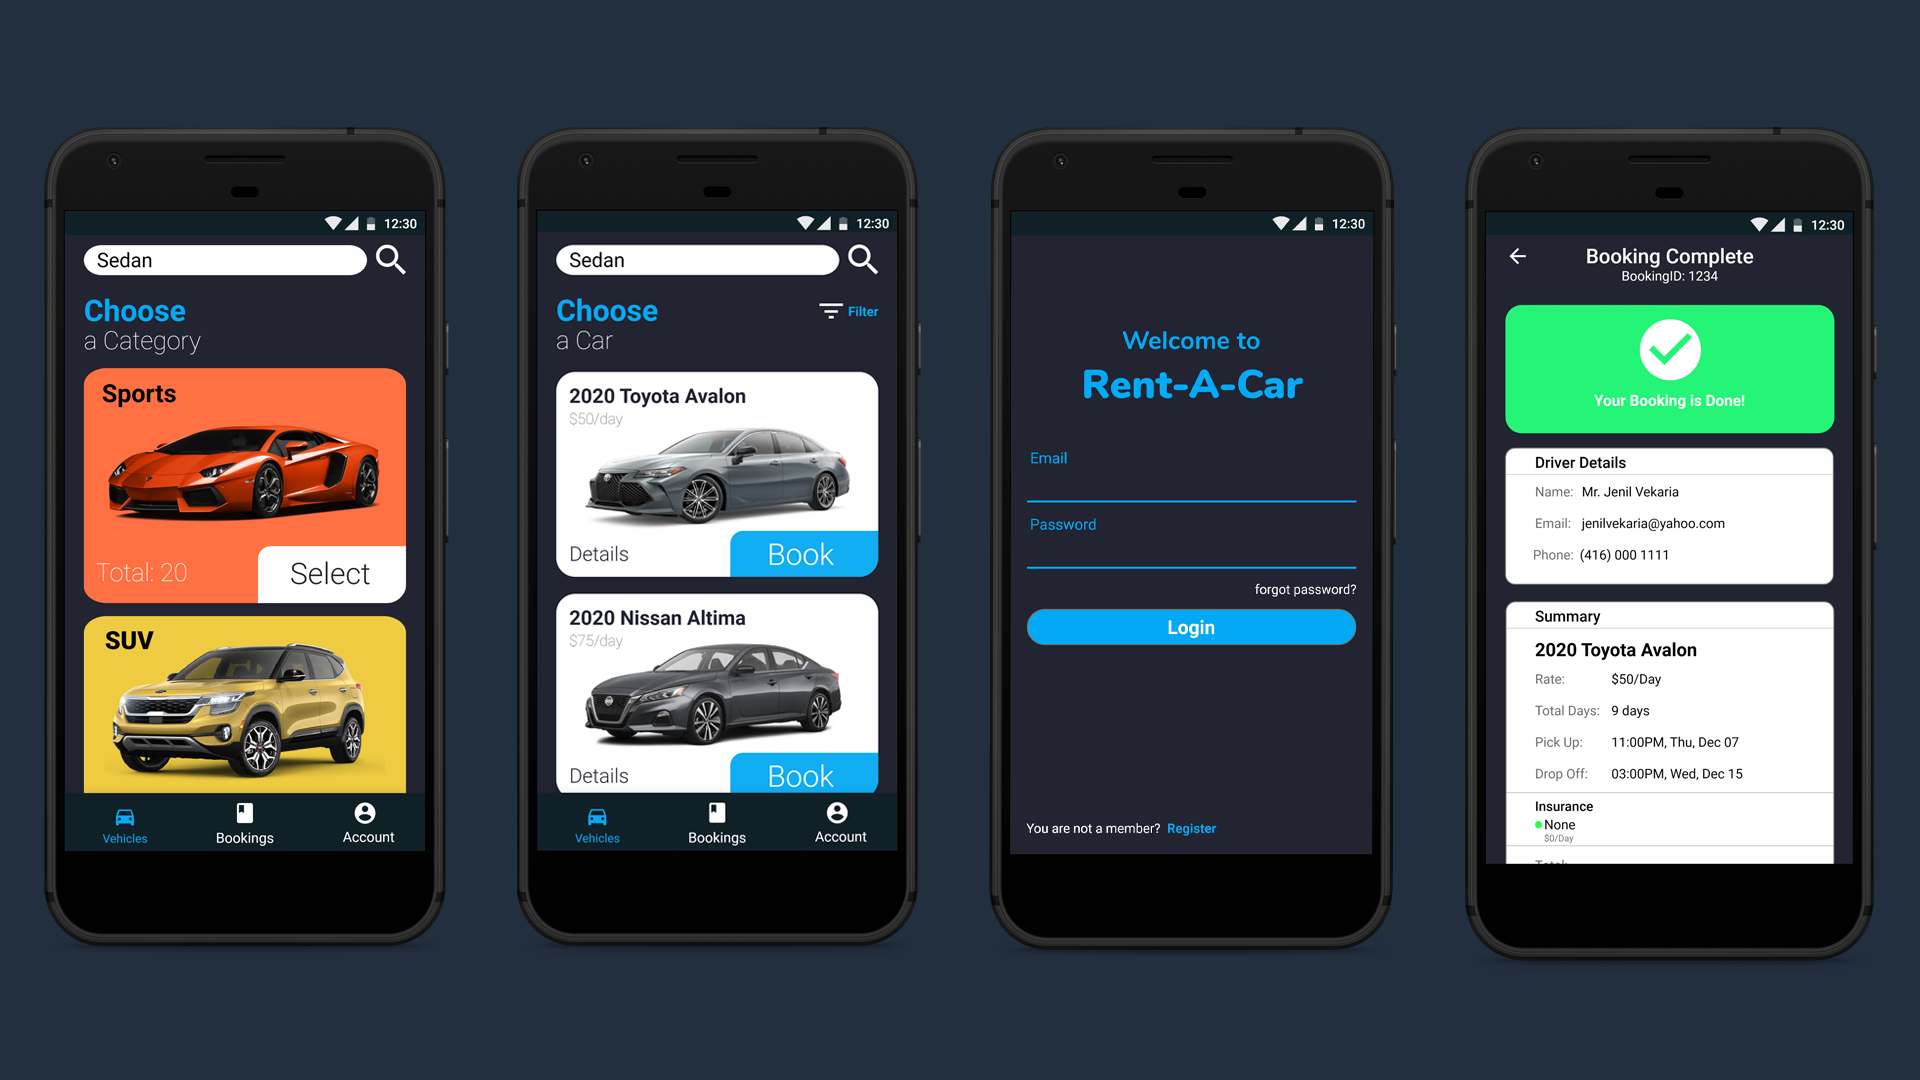 12:30
Sedan
Choose
a Category
Sports
Total: 20
Select
SUV
Vehicles
Bookings
Account
12:30
Sedan
Choose
Filter
a Car
2020 Toyota Avalon
$50/day
Details
Book
2020 Nissan Altima
$75/day
Details
Book
Vehicles
Bookings
Account
12:30
Welcome to
Rent-A-Car
Email
Password
forgot password?
Login
You are not a member? Register
12:30
Booking Complete
BookingID: 1234
Your Booking is Done!
Driver Details
Name: Mr. Jenil Vekaria
Email: jenilvekaria@yahoo.com
Phone: (416) 000 1111
Summary
2020 Toyota Avalon
Rate: $50/Day
Total Days: 9 days
Pick Up: 11:00PM, Thu, Dec 07
Drop Off: 03:00PM, Wed, Dec 15
Insurance
None
$0/Day